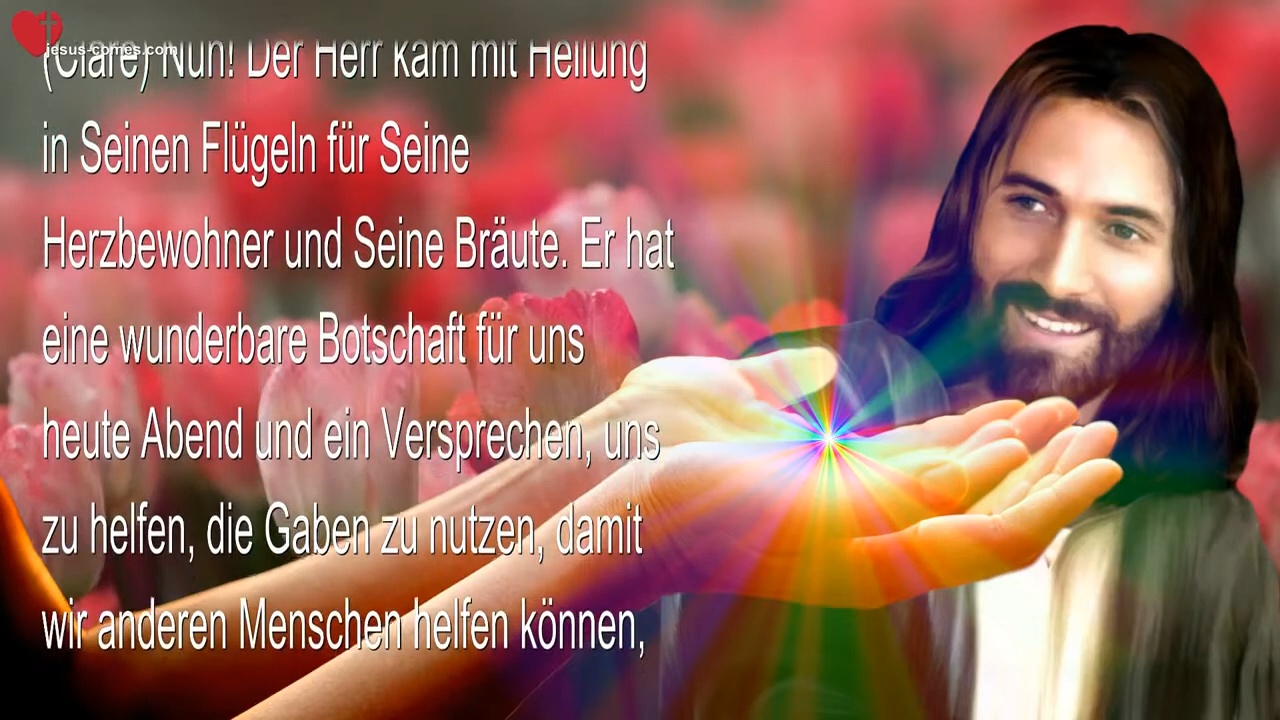 jesus-comes.com
(Clare) Nun! Der Herr kam mit Heilung
in Seinen Flügeln für Seine
Herzbewohner und Seine Bräute. Er hat
eine wunderbare Botschaft für uns
heute Abend und ein Versprechen, uns
zu helfen, die Gaben zu nutzen, damit
wir anderen Menschen helfen können,